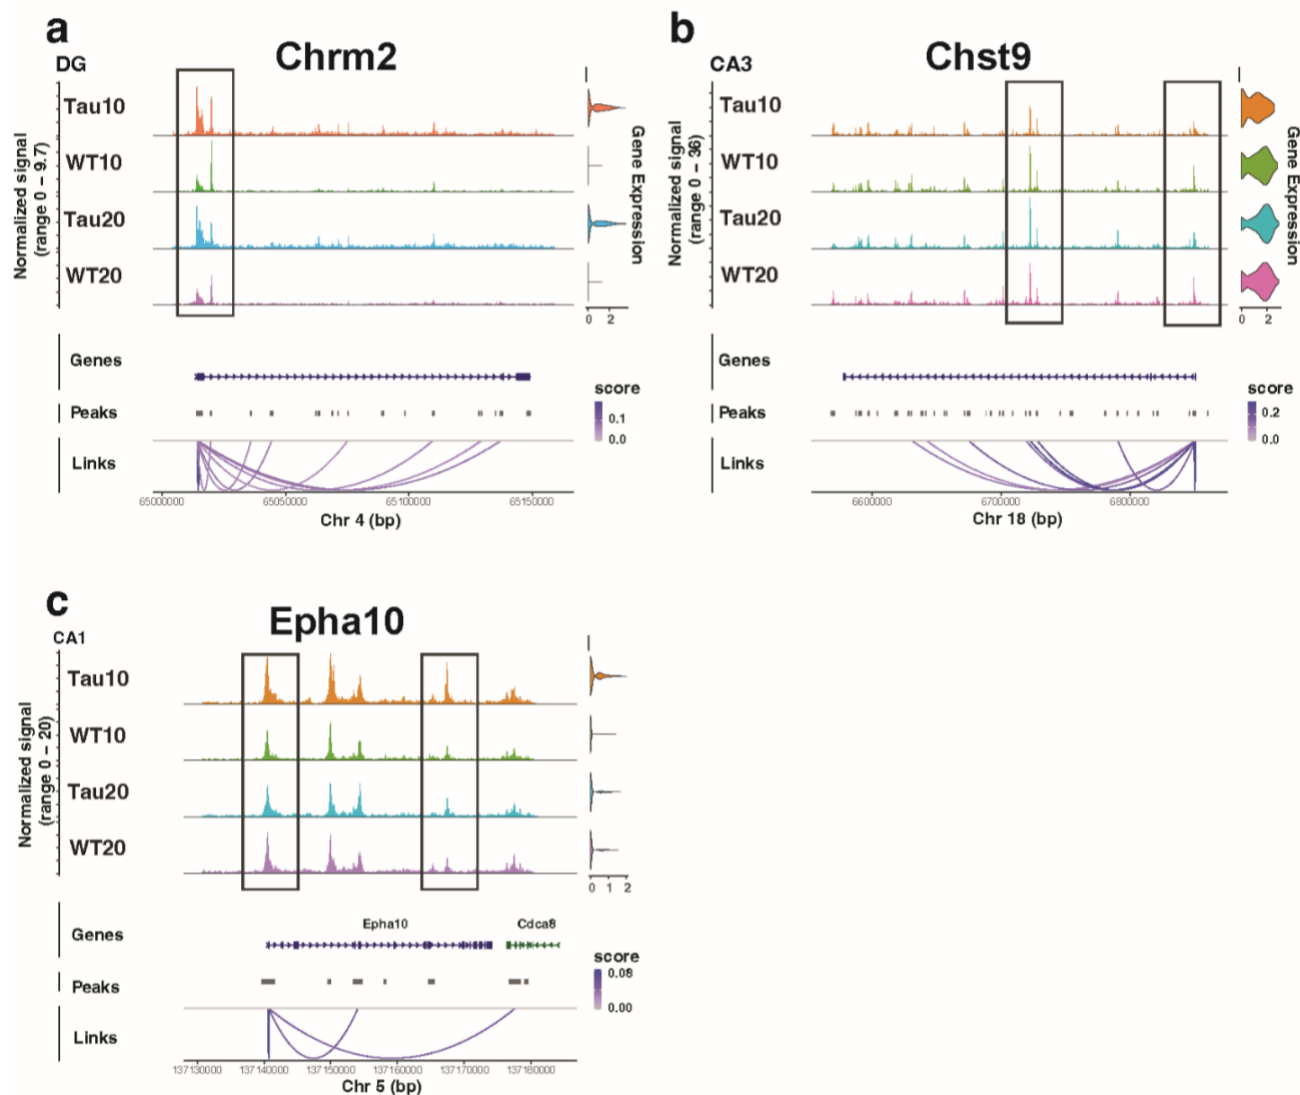 a
Chrm2
DG
Normalized signal
(range 0 – 9.7)
Tau10
WT10
Tau20
WT20
Gene Expression
0 2
Genes
Peaks
Links
score
0.1
0.0
65000000 65050000 65100000 65150000
Chr 4 (bp)
b
Chst9
CA3
Normalized signal
(range 0 – 36)
Tau10
WT10
Tau20
WT20
Gene Expression
0 2
Genes
Peaks
Links
score
0.2
0.0
6600000 6700000 6800000
Chr 18 (bp)
c
Epha10
CA1
Normalized signal
(range 0 – 20)
Tau10
WT10
Tau20
WT20
0 1 2
Genes
Epha10 Cdca8
Peaks
Links
score
0.08
0.00
137130000 137140000 137150000 137160000 137170000 137180000
Chr 5 (bp)